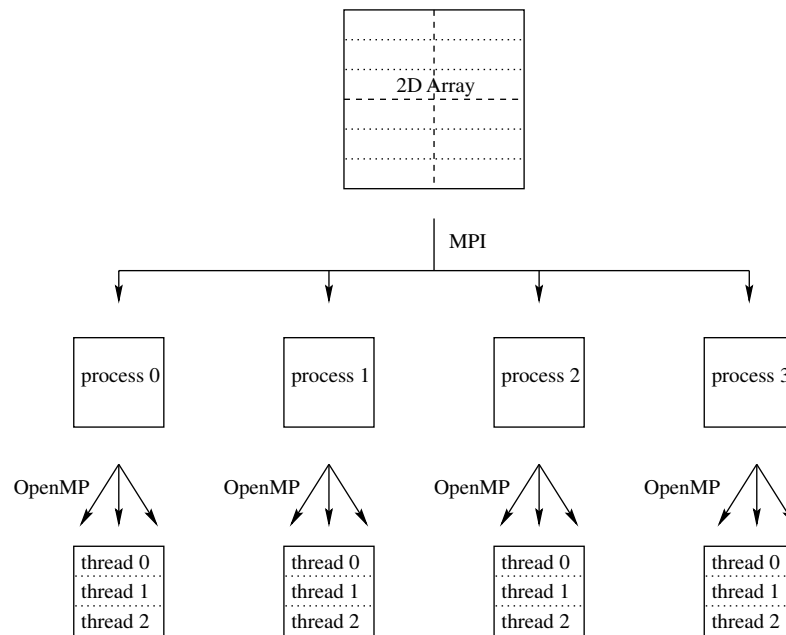 2D Array
MPI
process 0
process 1
process 2
process 3
OpenMP
OpenMP
OpenMP
OpenMP
thread 0
thread 0
thread 0
thread 0
thread 1
thread 1
thread 1
thread 1
thread 2
thread 2
thread 2
thread 2